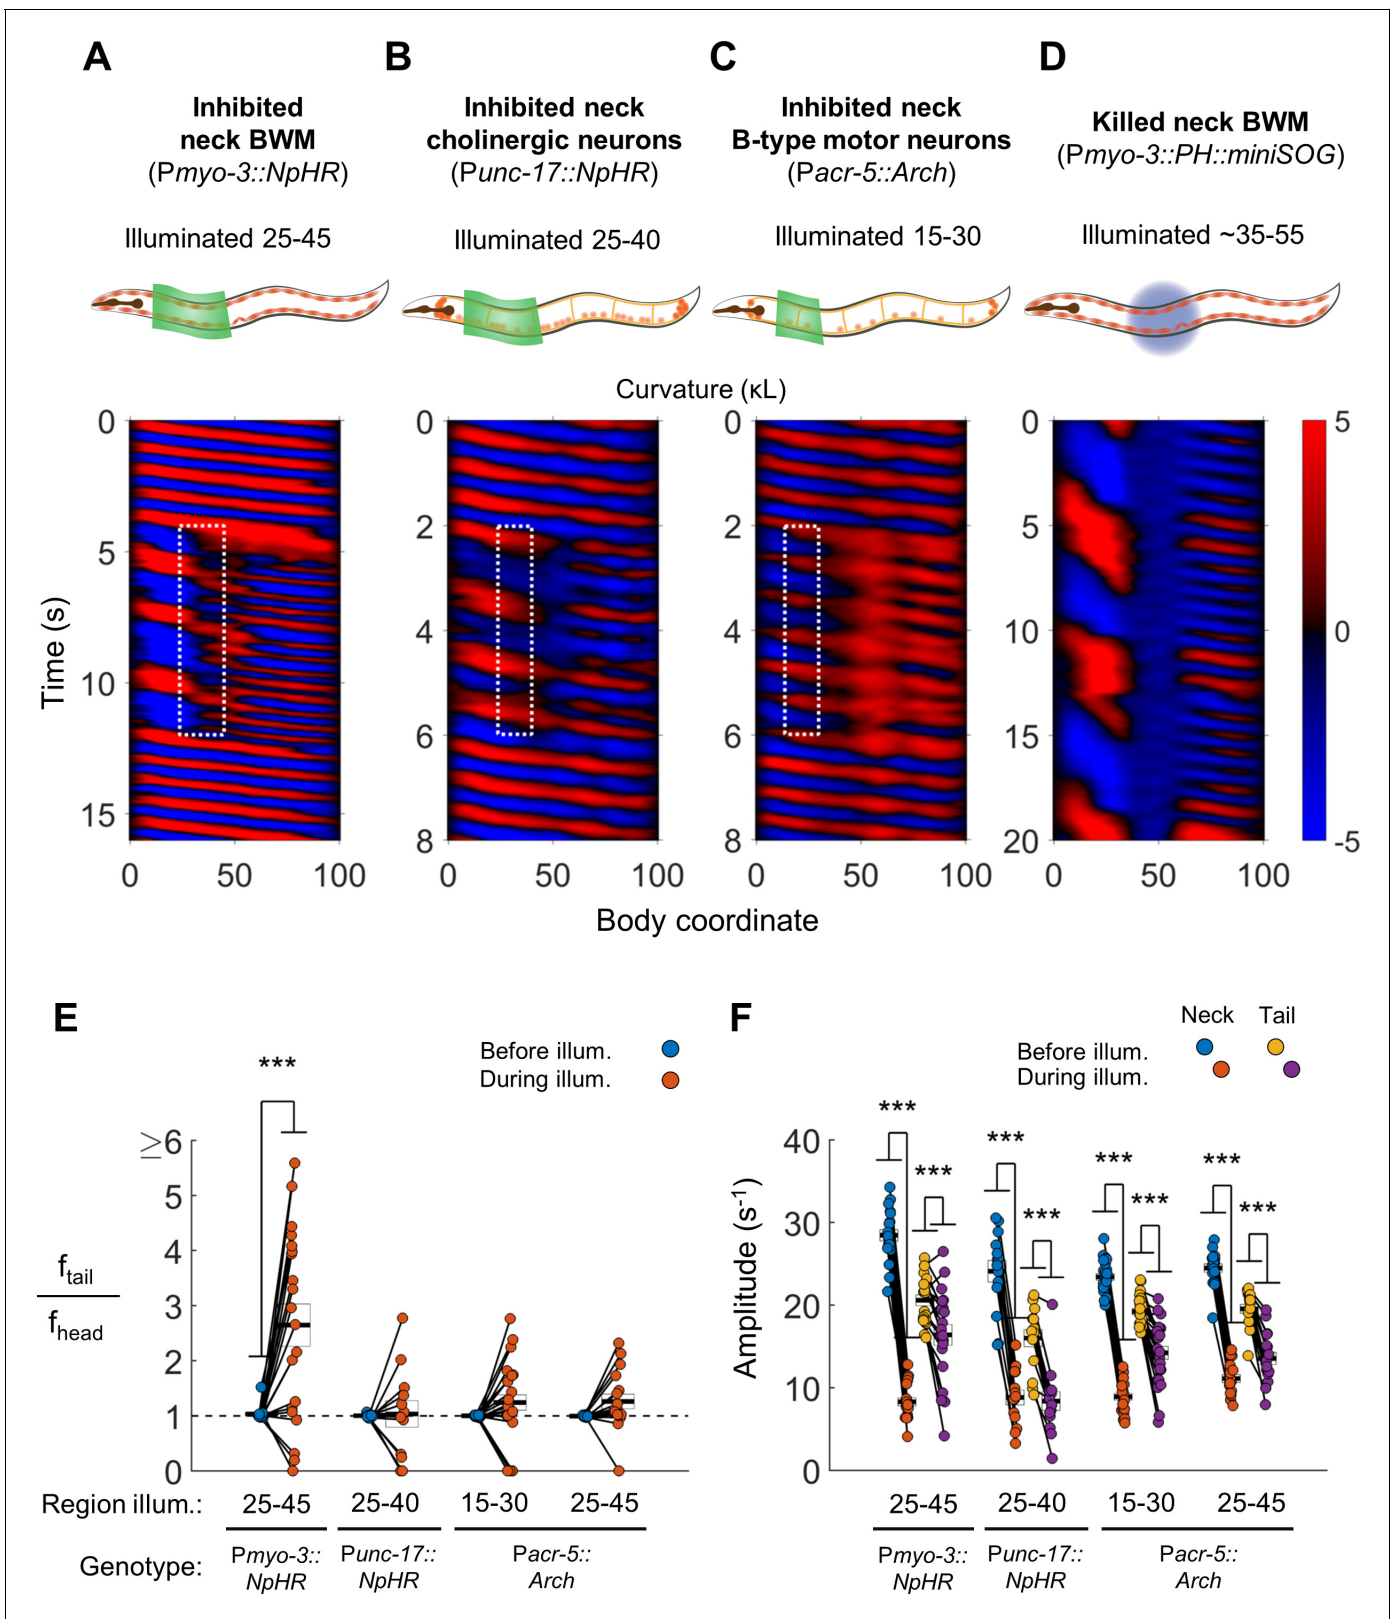 A
Inhibited
neck BWM
(Pmyo-3::NpHR)
Illuminated 25-45
B
Inhibited neck
cholinergic neurons
(Punc-17::NpHR)
Illuminated 25-40
C
Inhibited neck
B-type motor neurons
(Pacr-5::Arch)
Illuminated 15-30
D
Killed neck BWM
(Pmyo-3::PH::miniSOG)
Illuminated ~35-55
Curvature (κL)
Time (s)
0
5
10
15
0 50 100
0
2
4
6
8
0 50 100
0
2
4
6
8
0 50 100
0
5
10
15
20
0 50 100
5
0
-5
Body coordinate
E
Before illum.
During illum.
***
≥6
5
4
3
2
1
0
ftail
fhead
Region illum.: 25-45 25-40 15-30 25-45
Genotype: Pmyo-3:: Punc-17:: Pacr-5::
NpHR NpHR Arch
F
Neck Tail
Before illum.
During illum.
*** *** *** *** *** *** *** ***
Amplitude (s-1)
40
30
20
10
0
25-45 25-40 15-30 25-45
Pmyo-3:: Punc-17:: Pacr-5::
NpHR NpHR Arch